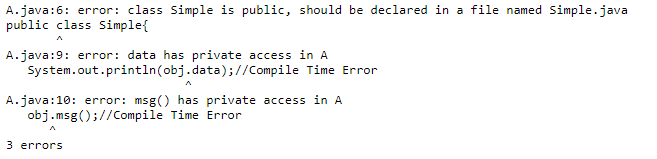 A.java:6: error: class Simple is public, should be declared in a file named Simple.java
public class Simple{
^
A.java:9: error: data has private access in A
System.out.println(obj.data);//Compile Time Error
^
A.java:10: error: msg() has private access in A
obj.msg();//Compile Time Error
^
3 errors